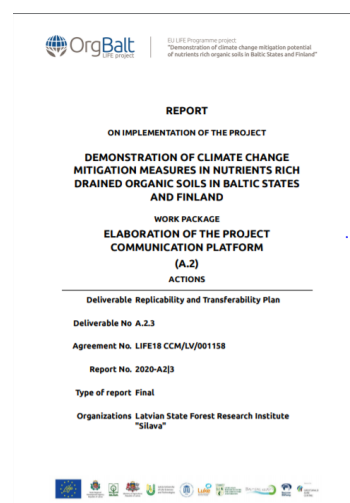 OrgBalt
LIFE project
EU LIFE Programme project
"Demonstration of climate change mitigation potential
of nutrients rich organic soils in Baltic States and Finland"
REPORT
ON IMPLEMENTATION OF THE PROJECT
DEMONSTRATION OF CLIMATE CHANGE
MITIGATION MEASURES IN NUTRIENTS RICH
DRAINED ORGANIC SOILS IN BALTIC STATES
AND FINLAND
WORK PACKAGE
ELABORATION OF THE PROJECT
COMMUNICATION PLATFORM
(A.2)
ACTIONS
Deliverable Replicability and Transferability Plan
Deliverable No A.2.3
Agreement No. LIFE18 CCM/LV/001158
Report No. 2020-A2|3
Type of report Final
Organizations Latvian State Forest Research Institute
"Silava"
Luke